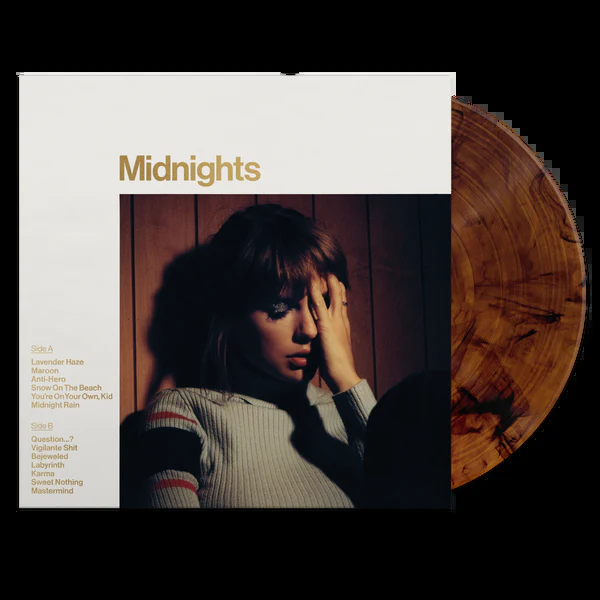 Midnights
Side A
Lavender Haze
Maroon
Anti-Hero
Snow On The Beach
You're On Your Own, Kid
Midnight Rain
Side B
Question...?
Vigilante Shit
Bejeweled
Labyrinth
Karma
Sweet Nothing
Mastermind